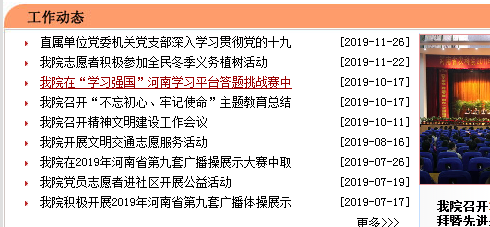 工作动态
直属单位党委机关党支部深入学习贯彻党的十九 [2019-11-26]
我院志愿者积极参加全民冬季义务植树活动 [2019-11-22]
我院在“学习强国”河南学习平台答题挑战赛中 [2019-10-17]
我院召开“不忘初心、牢记使命”主题教育总结 [2019-10-17]
我院召开精神文明建设工作会议 [2019-10-11]
我院开展文明交通志愿服务活动 [2019-08-16]
我院在2019年河南省第九套广播操展示大赛中取 [2019-07-26]
我院党员志愿者进社区开展公益活动 [2019-07-19]
我院积极开展2019年河南省第九套广播体操展示 [2019-07-17]
更多>>>
我院召开
拜暨先进